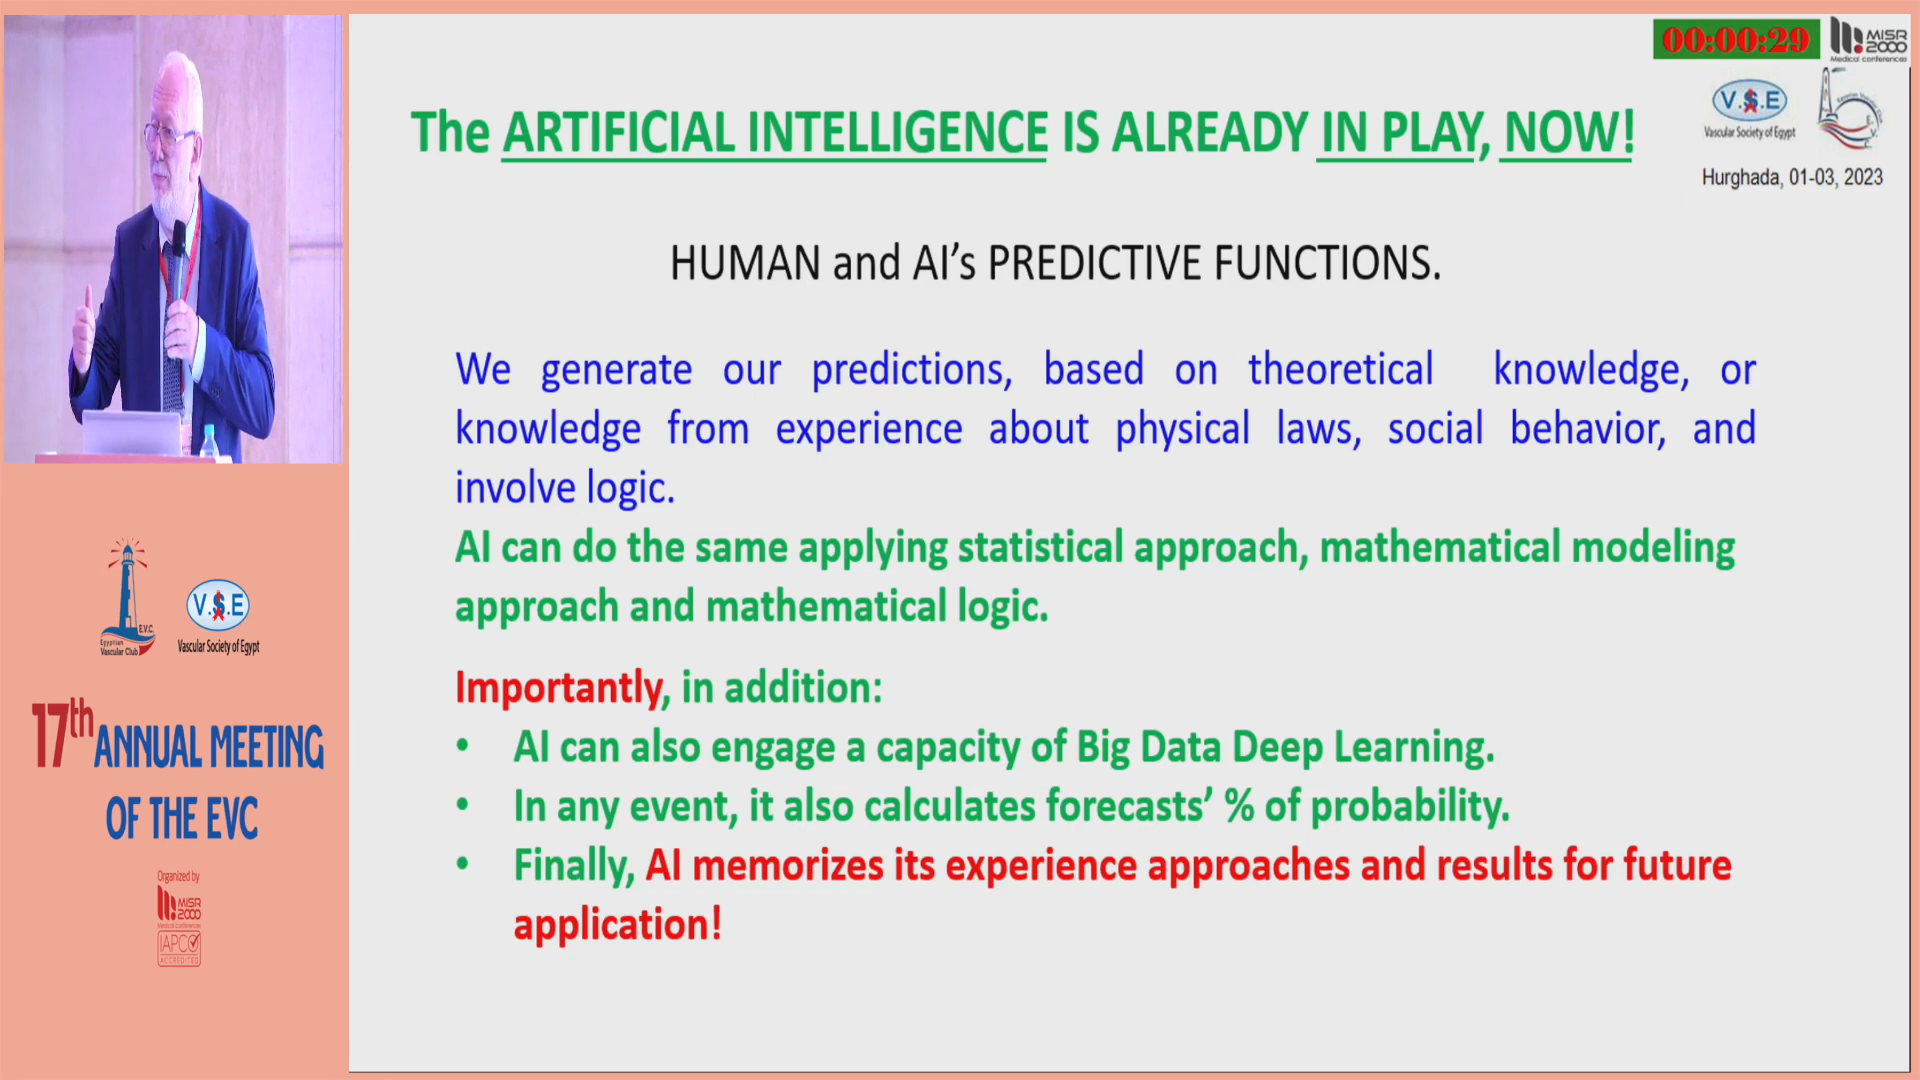 00:00:29
MISR
2000
Medical conferences
The ARTIFICIAL INTELLIGENCE IS ALREADY IN PLAY, NOW!
V.S.E
Vascular Society of Egypt
Hurghada, 01-03, 2023
HUMAN and AI’s PREDICTIVE FUNCTIONS.
We generate our predictions, based on theoretical knowledge, or
knowledge from experience about physical laws, social behavior, and
involve logic.
AI can do the same applying statistical approach, mathematical modeling
approach and mathematical logic.
Importantly, in addition:
• AI can also engage a capacity of Big Data Deep Learning.
• In any event, it also calculates forecasts’ % of probability.
• Finally, AI memorizes its experience approaches and results for future
application!
E.V.C.
Egyptian
Vascular Club
V.S.E
Vascular Society of Egypt
17th ANNUAL MEETING
OF THE EVC
Organized by
MISR
2000
Medical conferences
IAPCO
ACCREDITED